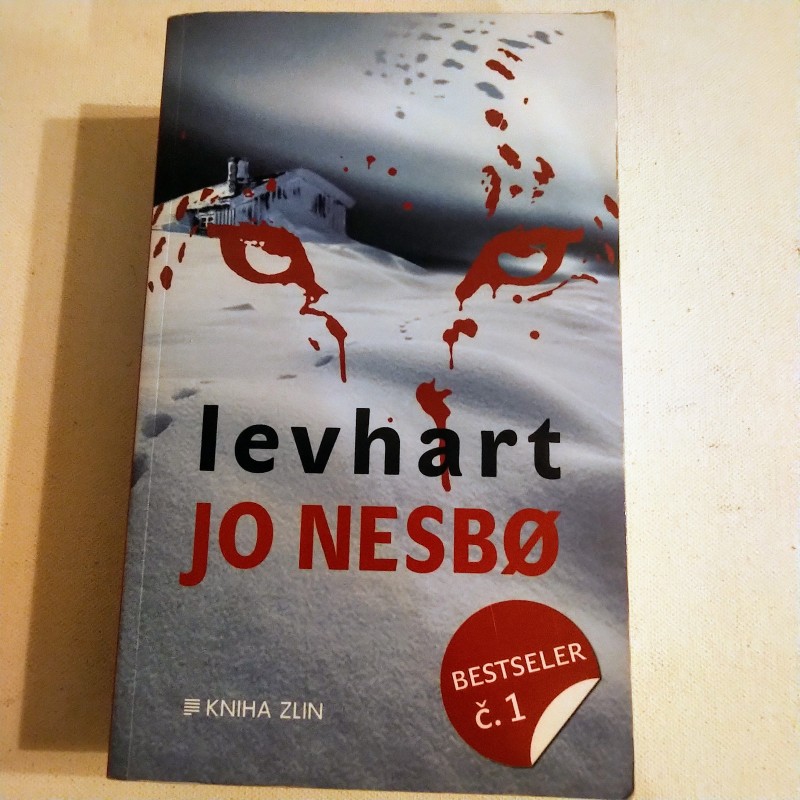 levhart
JO NESBØ
BESTSELER
č. 1
KNIHA ZLIN